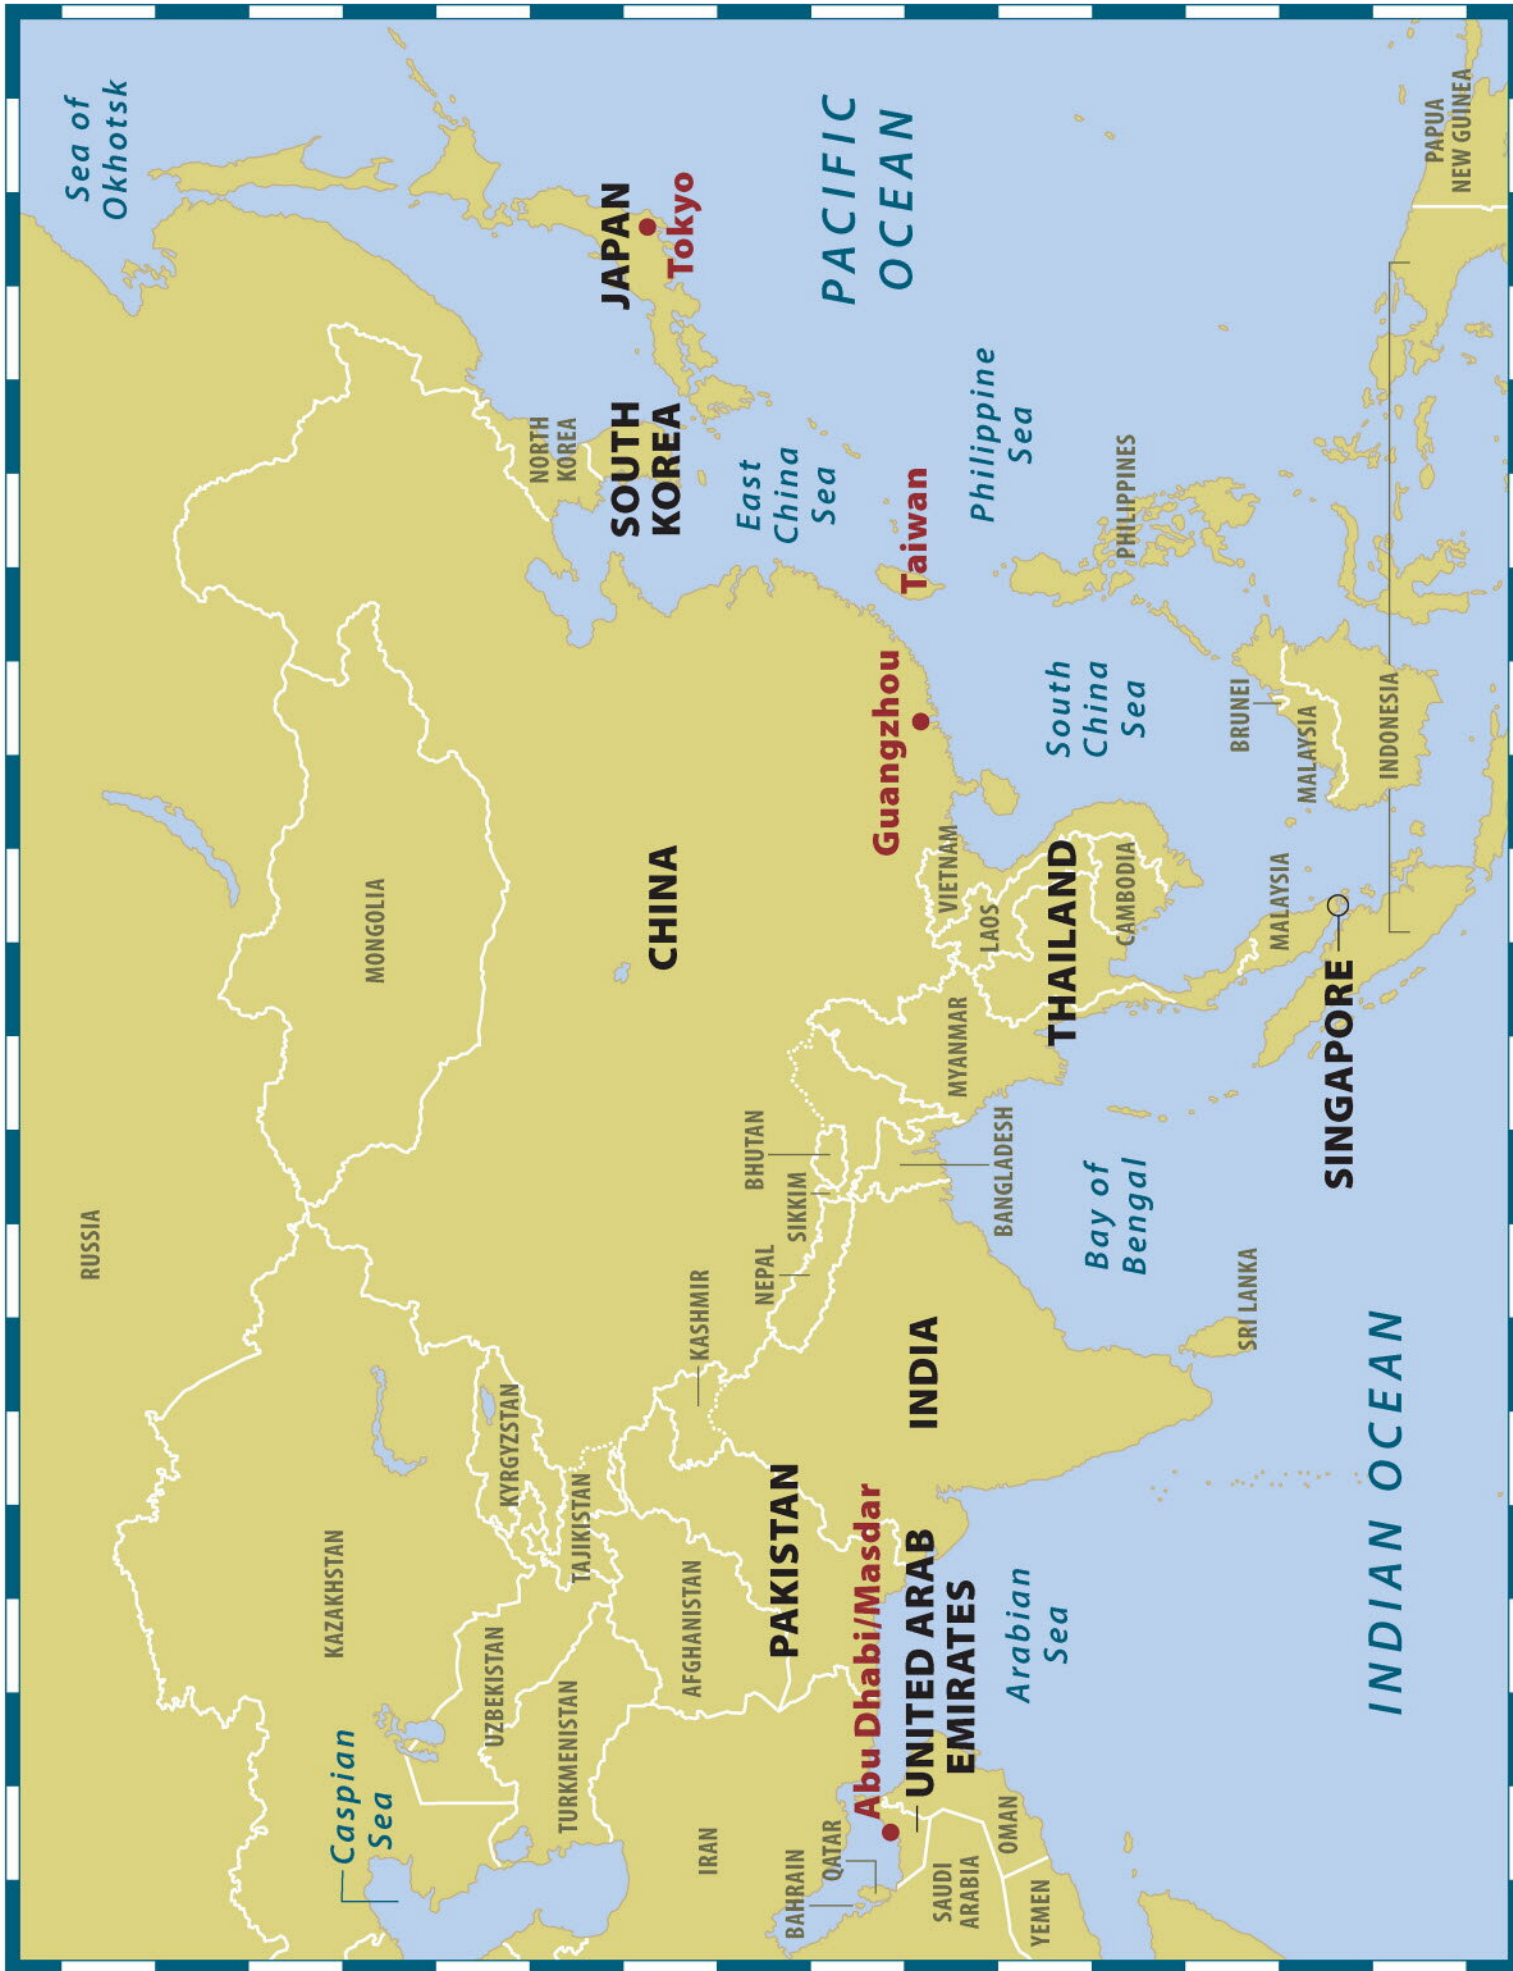 Sea of
Okhotsk
RUSSIA
KAZAKHSTAN
MONGOLIA
Caspian
Sea
UZBEKISTAN
KYRGYZSTAN
TURKMENISTAN
TAJIKISTAN
NORTH
KOREA
SOUTH
KOREA
JAPAN
Tokyo
CHINA
IRAN
AFGHANISTAN
KASHMIR
PAKISTAN
NEPAL
SIKKIM
BHUTAN
East
China
Sea
PACIFIC
OCEAN
BAHRAIN
QATAR
Abu Dhabi/Masdar
UNITED ARAB
EMIRATES
INDIA
Guangzhou
Taiwan
SAUDI
ARABIA
OMAN
YEMEN
BANGLADESH
MYANMAR
VIETNAM
LAOS
THAILAND
CAMBODIA
Philippine
Sea
Arabian
Sea
Bay of
Bengal
South
China
Sea
PHILIPPINES
SRI LANKA
BRUNEI
MALAYSIA
MALAYSIA
SINGAPORE
INDONESIA
INDIAN OCEAN
PAPUA
NEW GUINEA